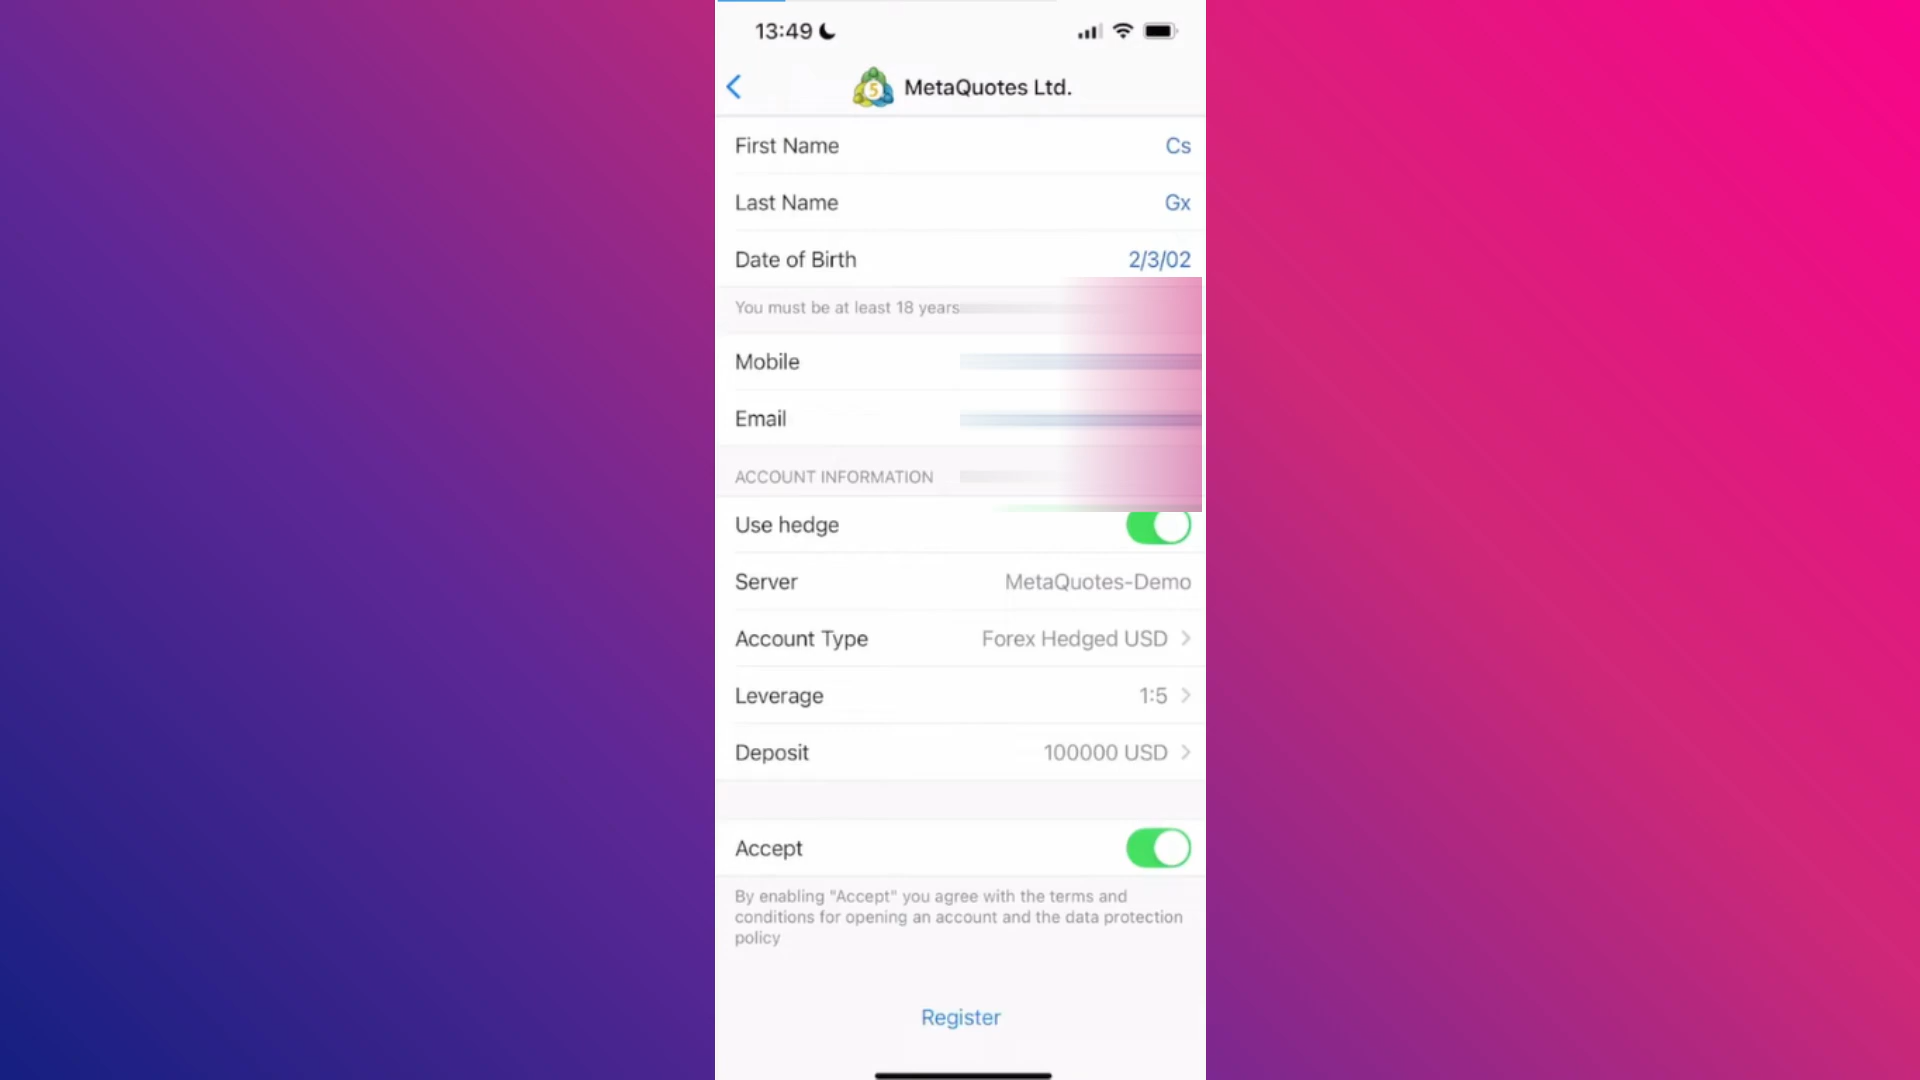 13:49
5 MetaQuotes Ltd.
First Name Cs
Last Name Gx
Date of Birth 2/3/02
You must be at least 18 years
Mobile
Email
ACCOUNT INFORMATION
Use hedge
Server MetaQuotes-Demo
Account Type Forex Hedged USD
Leverage 1:5
Deposit 100000 USD
Accept
By enabling "Accept" you agree with the terms and
conditions for opening an account and the data protection
policy
Register